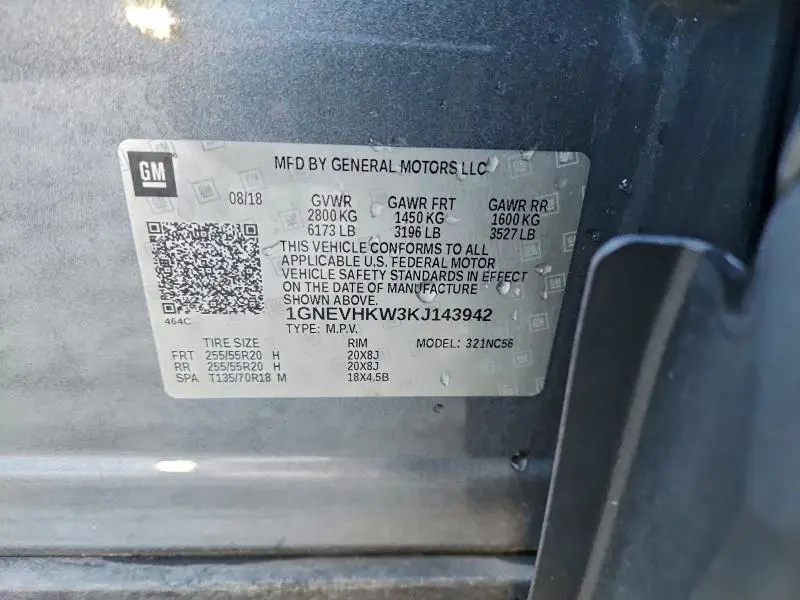 GM
MFD BY GENERAL MOTORS LLC
08/18 GVWR GAWR FRT GAWR RR
2800 KG 1450 KG 1600 KG
6173 LB 3196 LB 3527 LB
THIS VEHICLE CONFORMS TO ALL
APPLICABLE U.S. FEDERAL MOTOR
VEHICLE SAFETY STANDARDS IN EFFECT
ON THE DATE OF MANUFACTURE
SHOWN ABOVE.
464C
1GNEVHKW3KJ143942
TYPE: M.P.V. MODEL: 321NC56
TIRE SIZE RIM
FRT 255/55R20 H 20X8J
RR 255/55R20 H 20X8J
SPA T135/70R18 M 18X4.5B